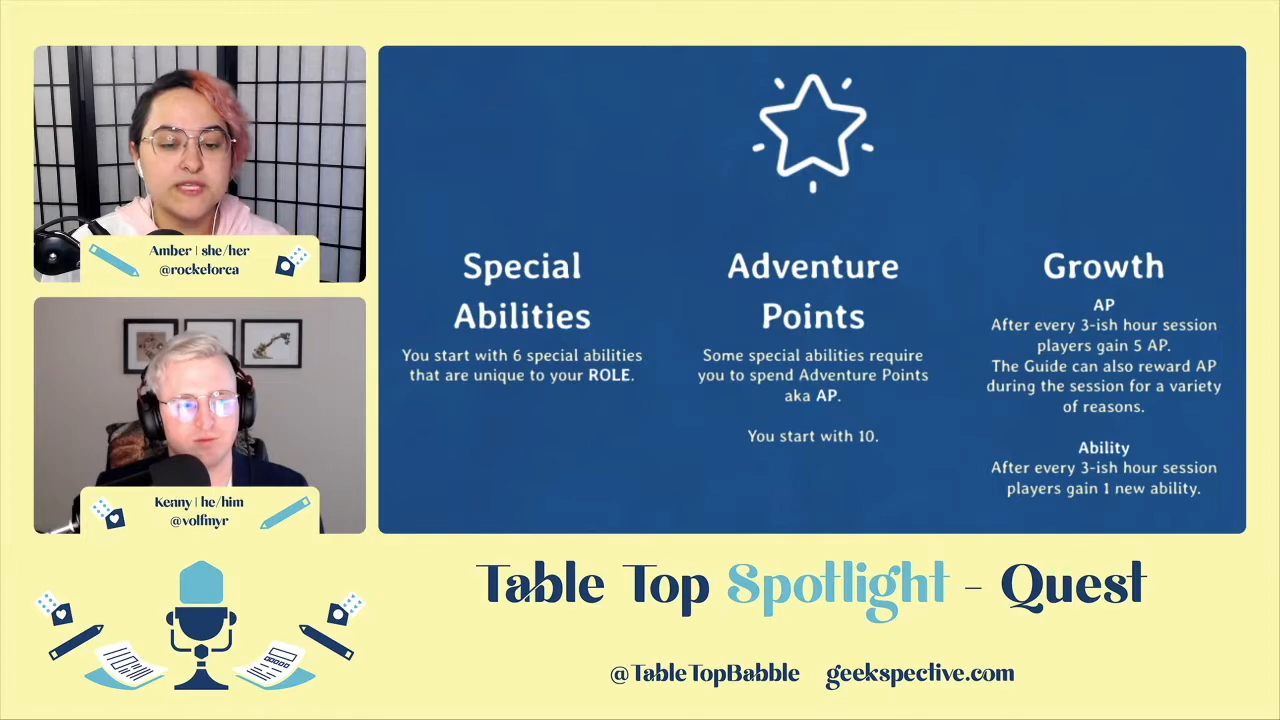 Amber | she/her
@rockelorca
Kenny | he/him
@volfmyr
Special
Abilities
You start with 6 special abilities
that are unique to your ROLE.
Adventure
Points
Some special abilities require
you to spend Adventure Points
aka AP.
You start with 10.
Growth
AP
After every 3-ish hour session
players gain 5 AP.
The Guide can also reward AP
during the session for a variety
of reasons.
Ability
After every 3-ish hour session
players gain 1 new ability.
Table Top Spotlight - Quest
@TableTopBabble geekspective.com